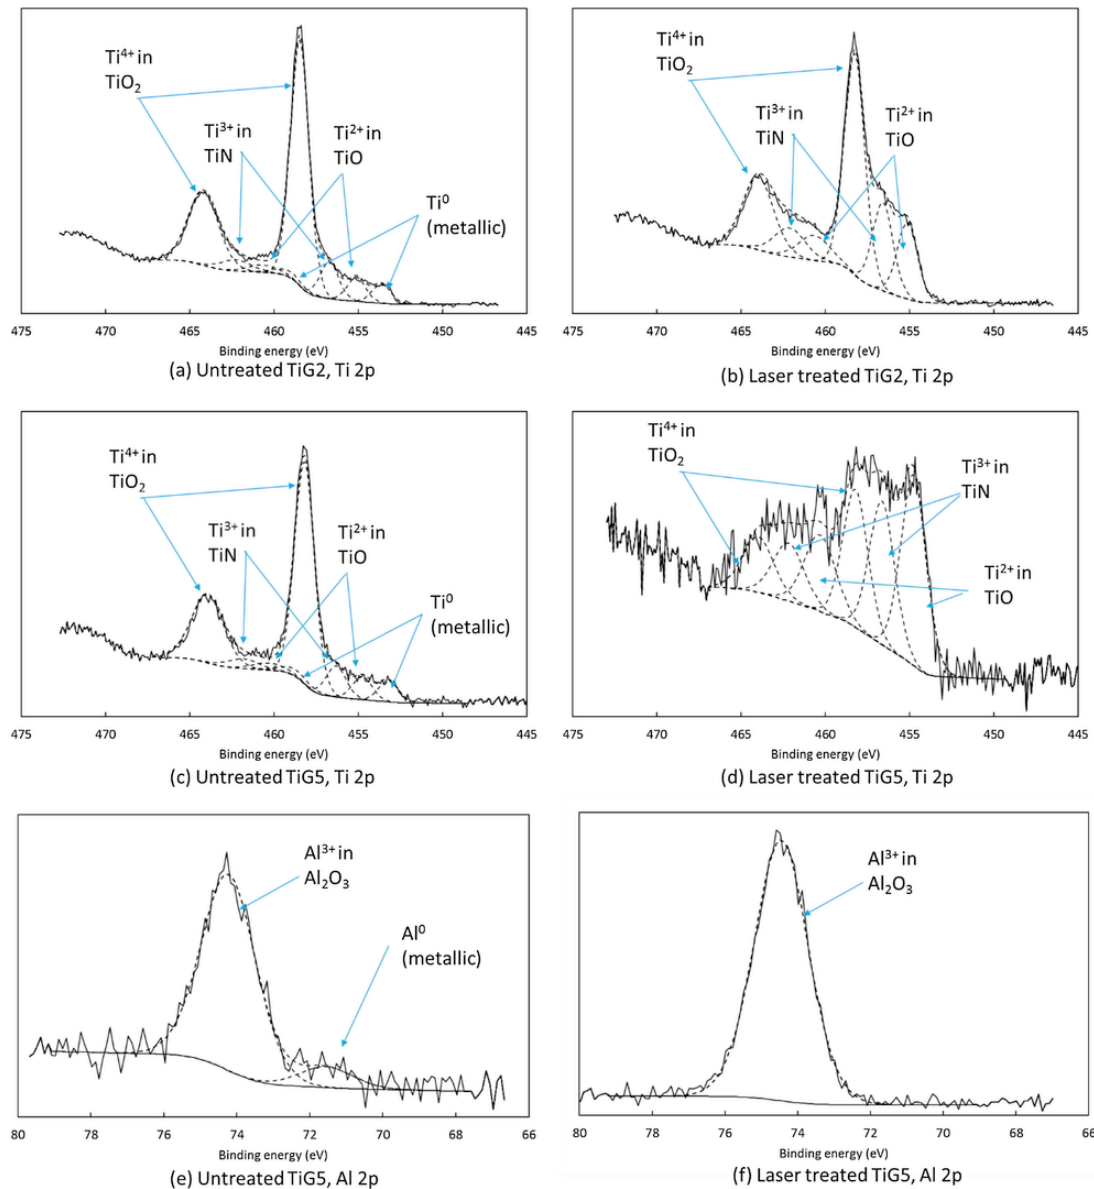 Ti⁴⁺ in
TiO₂
Ti³⁺ in
TiN
Ti²⁺ in
TiO
Ti⁰
(metallic)
475 470 465 460 455 450 445
Binding energy (eV)
(a) Untreated TiG2, Ti 2p
Ti⁴⁺ in
TiO₂
Ti³⁺ in
TiN
Ti²⁺ in
TiO
475 470 465 460 455 450 445
Binding energy (eV)
(b) Laser treated TiG2, Ti 2p
Ti⁴⁺ in
TiO₂
Ti³⁺ in
TiN
Ti²⁺ in
TiO
Ti⁰
(metallic)
475 470 465 460 455 450 445
Binding energy (eV)
(c) Untreated TiG5, Ti 2p
Ti⁴⁺ in
TiO₂
Ti³⁺ in
TiN
Ti²⁺ in
TiO
475 470 465 460 455 450 445
Binding energy (eV)
(d) Laser treated TiG5, Ti 2p
Al³⁺ in
Al₂O₃
Al⁰
(metallic)
80 78 76 74 72 70 68 66
Binding energy (eV)
(e) Untreated TiG5, Al 2p
Al³⁺ in
Al₂O₃
80 78 76 74 72 70 68 66
Binding energy (eV)
(f) Laser treated TiG5, Al 2p